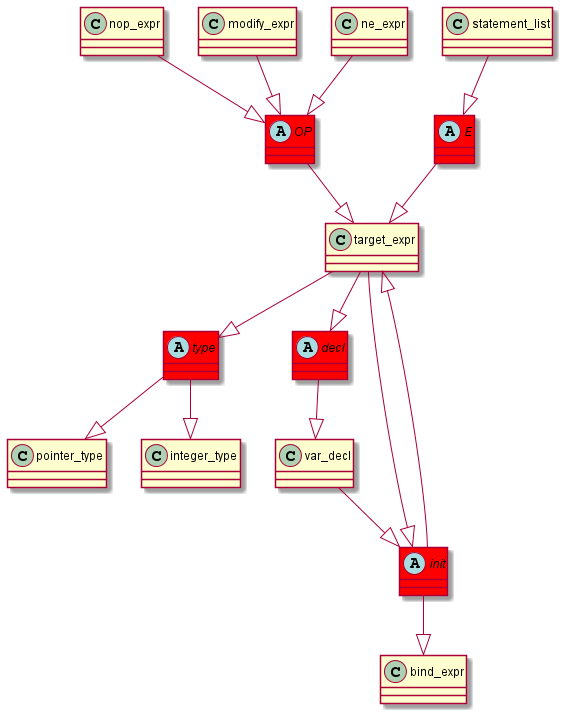 C nop_expr
C modify_expr
C ne_expr
C statement_list
A OP
A E
C target_expr
A type
A decl
C pointer_type
C integer_type
C var_decl
A init
C bind_expr